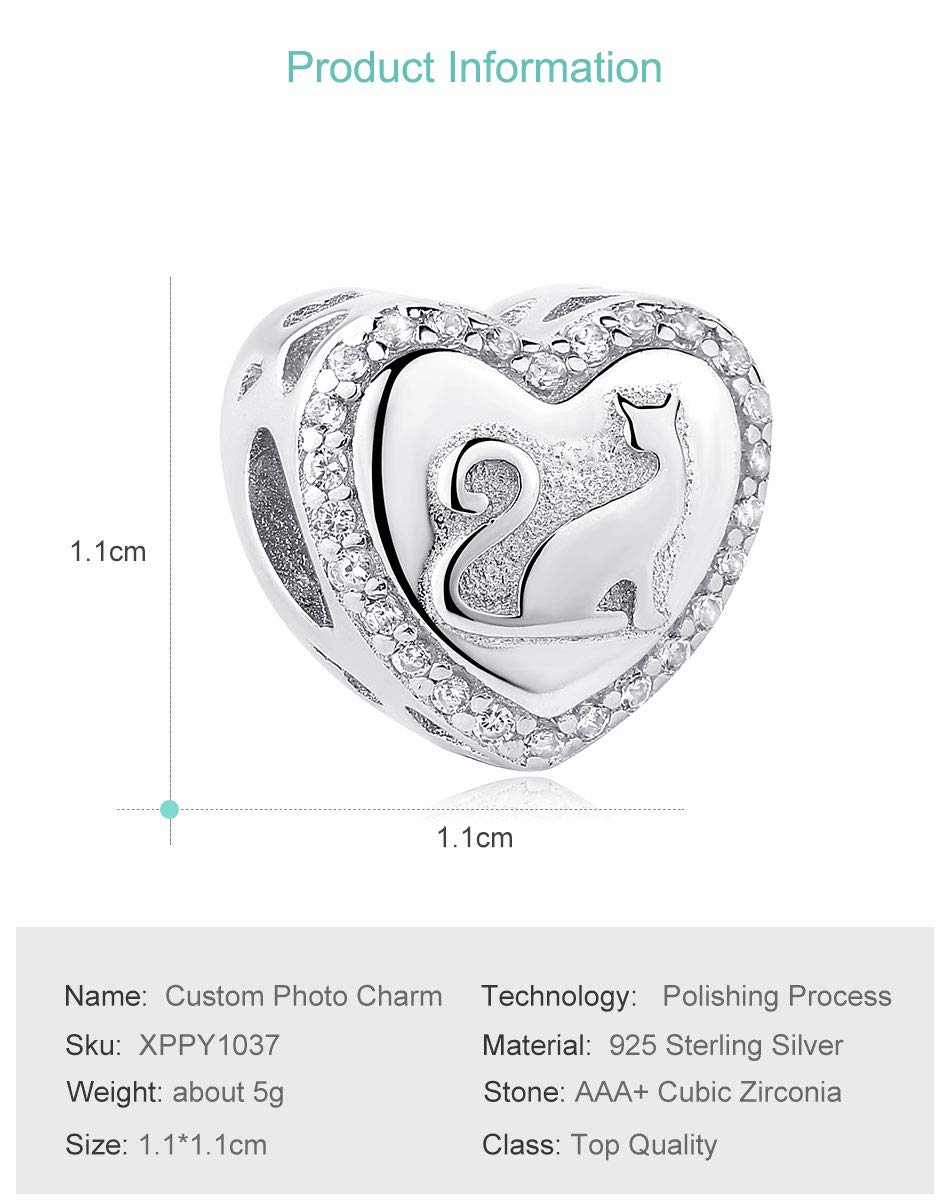 Product Information
1.1cm
1.1cm
Name: Custom Photo Charm
Technology: Polishing Process
Sku: XPPY1037
Material: 925 Sterling Silver
Weight: about 5g
Stone: AAA+ Cubic Zirconia
Size: 1.1*1.1cm
Class: Top Quality